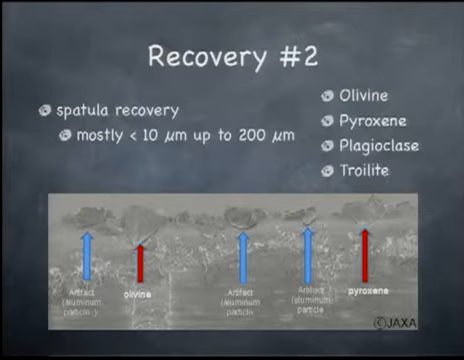 Recovery #2
spatula recovery
mostly < 10 μm up to 200 μm
Olivine
Pyroxene
Plagioclase
Troilite
Artifact
(aluminum
particle )
olivine
Artifact
(aluminum
particle
Artifact
(aluminum
particle
pyroxene
©JAXA